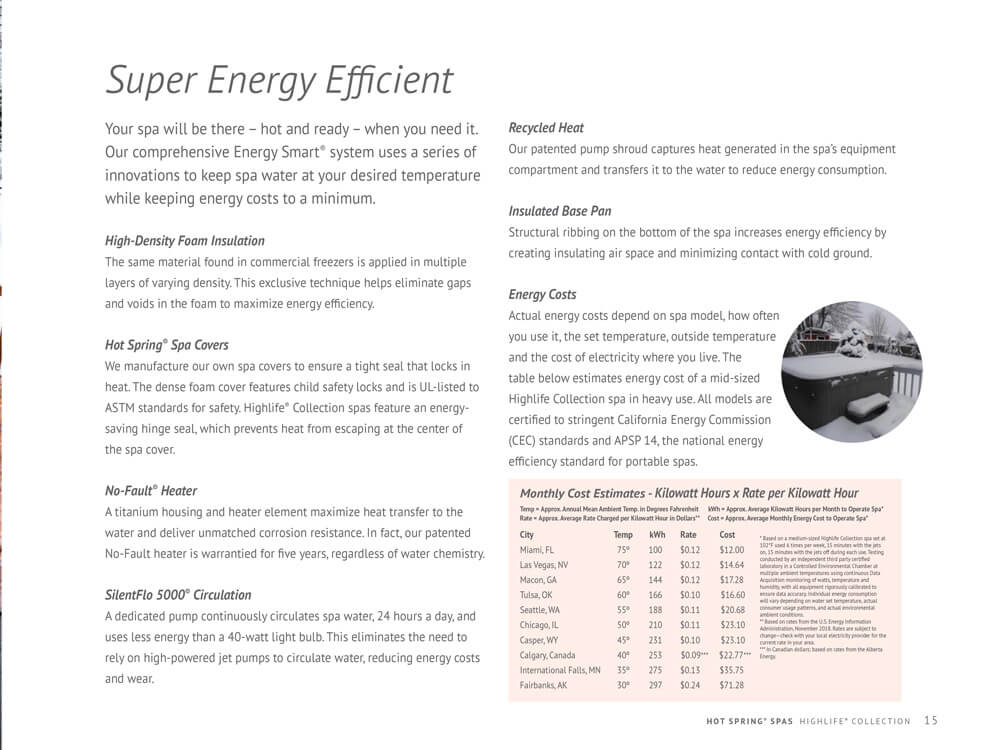 Super Energy Efficient
Your spa will be there – hot and ready – when you need it.
Our comprehensive Energy Smart® system uses a series of
innovations to keep spa water at your desired temperature
while keeping energy costs to a minimum.
High-Density Foam Insulation
The same material found in commercial freezers is applied in multiple
layers of varying density. This exclusive technique helps eliminate gaps
and voids in the foam to maximize energy efficiency.
Hot Spring® Spa Covers
We manufacture our own spa covers to ensure a tight seal that locks in
heat. The dense foam cover features child safety locks and is UL-listed to
ASTM standards for safety. Highlife® Collection spas feature an energy-
saving hinge seal, which prevents heat from escaping at the center of
the spa cover.
No-Fault® Heater
A titanium housing and heater element maximize heat transfer to the
water and deliver unmatched corrosion resistance. In fact, our patented
No-Fault heater is warrantied for five years, regardless of water chemistry.
SilentFlo 5000® Circulation
A dedicated pump continuously circulates spa water, 24 hours a day, and
uses less energy than a 40-watt light bulb. This eliminates the need to
rely on high-powered jet pumps to circulate water, reducing energy costs
and wear.
Recycled Heat
Our patented pump shroud captures heat generated in the spa's equipment
compartment and transfers it to the water to reduce energy consumption.
Insulated Base Pan
Structural ribbing on the bottom of the spa increases energy efficiency by
creating insulating air space and minimizing contact with cold ground.
Energy Costs
Actual energy costs depend on spa model, how often
you use it, the set temperature, outside temperature
and the cost of electricity where you live. The
table below estimates energy cost of a mid-sized
Highlife Collection spa in heavy use. All models are
certified to stringent California Energy Commission
(CEC) standards and APSP 14, the national energy
efficiency standard for portable spas.
Monthly Cost Estimates - Kilowatt Hours x Rate per Kilowatt Hour
Temp = Approx. Annual Mean Ambient Temp. in Degrees Fahrenheit kWh = Approx. Average Kilowatt Hours per Month to Operate Spa*
Rate = Approx. Average Rate Charged per Kilowatt Hour in Dollars** Cost = Approx. Average Monthly Energy Cost to Operate Spa*
City Temp kWh Rate Cost
Miami, FL 75º 100 $0.12 $12.00
Las Vegas, NV 70º 122 $0.12 $14.64
Macon, GA 65º 144 $0.12 $17.28
Tulsa, OK 60º 166 $0.10 $16.60
Seattle, WA 55º 188 $0.11 $20.68
Chicago, IL 50º 210 $0.11 $23.10
Casper, WY 45º 231 $0.10 $23.10
Calgary, Canada 40º 253 $0.09*** $22.77***
International Falls, MN 35º 275 $0.13 $35.75
Fairbanks, AK 30º 297 $0.24 $71.28
* Based on a medium-sized Highlife Collection spa set at
102°F used 6 times per week, 15 minutes with the jets
on, 15 minutes with the jets off during each use. Testing
conducted by an independent third party certified
laboratory in a Controlled Environmental Chamber at
multiple ambient temperatures using continuous Data
Acquisition monitoring of watts, temperature and
humidity, with all equipment rigorously calibrated to
ensure data accuracy. Individual energy consumption
will vary depending on water set temperature, actual
consumer usage patterns, and actual environmental
ambient conditions.
** Based on rates from the U.S. Energy Information
Administration, November 2018. Rates are subject to
change—check with your local electricity provider for the
current rate in your area.
*** In Canadian dollars; based on rates from the Alberta
Energy.
HOT SPRING® SPAS HIGHLIFE® COLLECTION 15